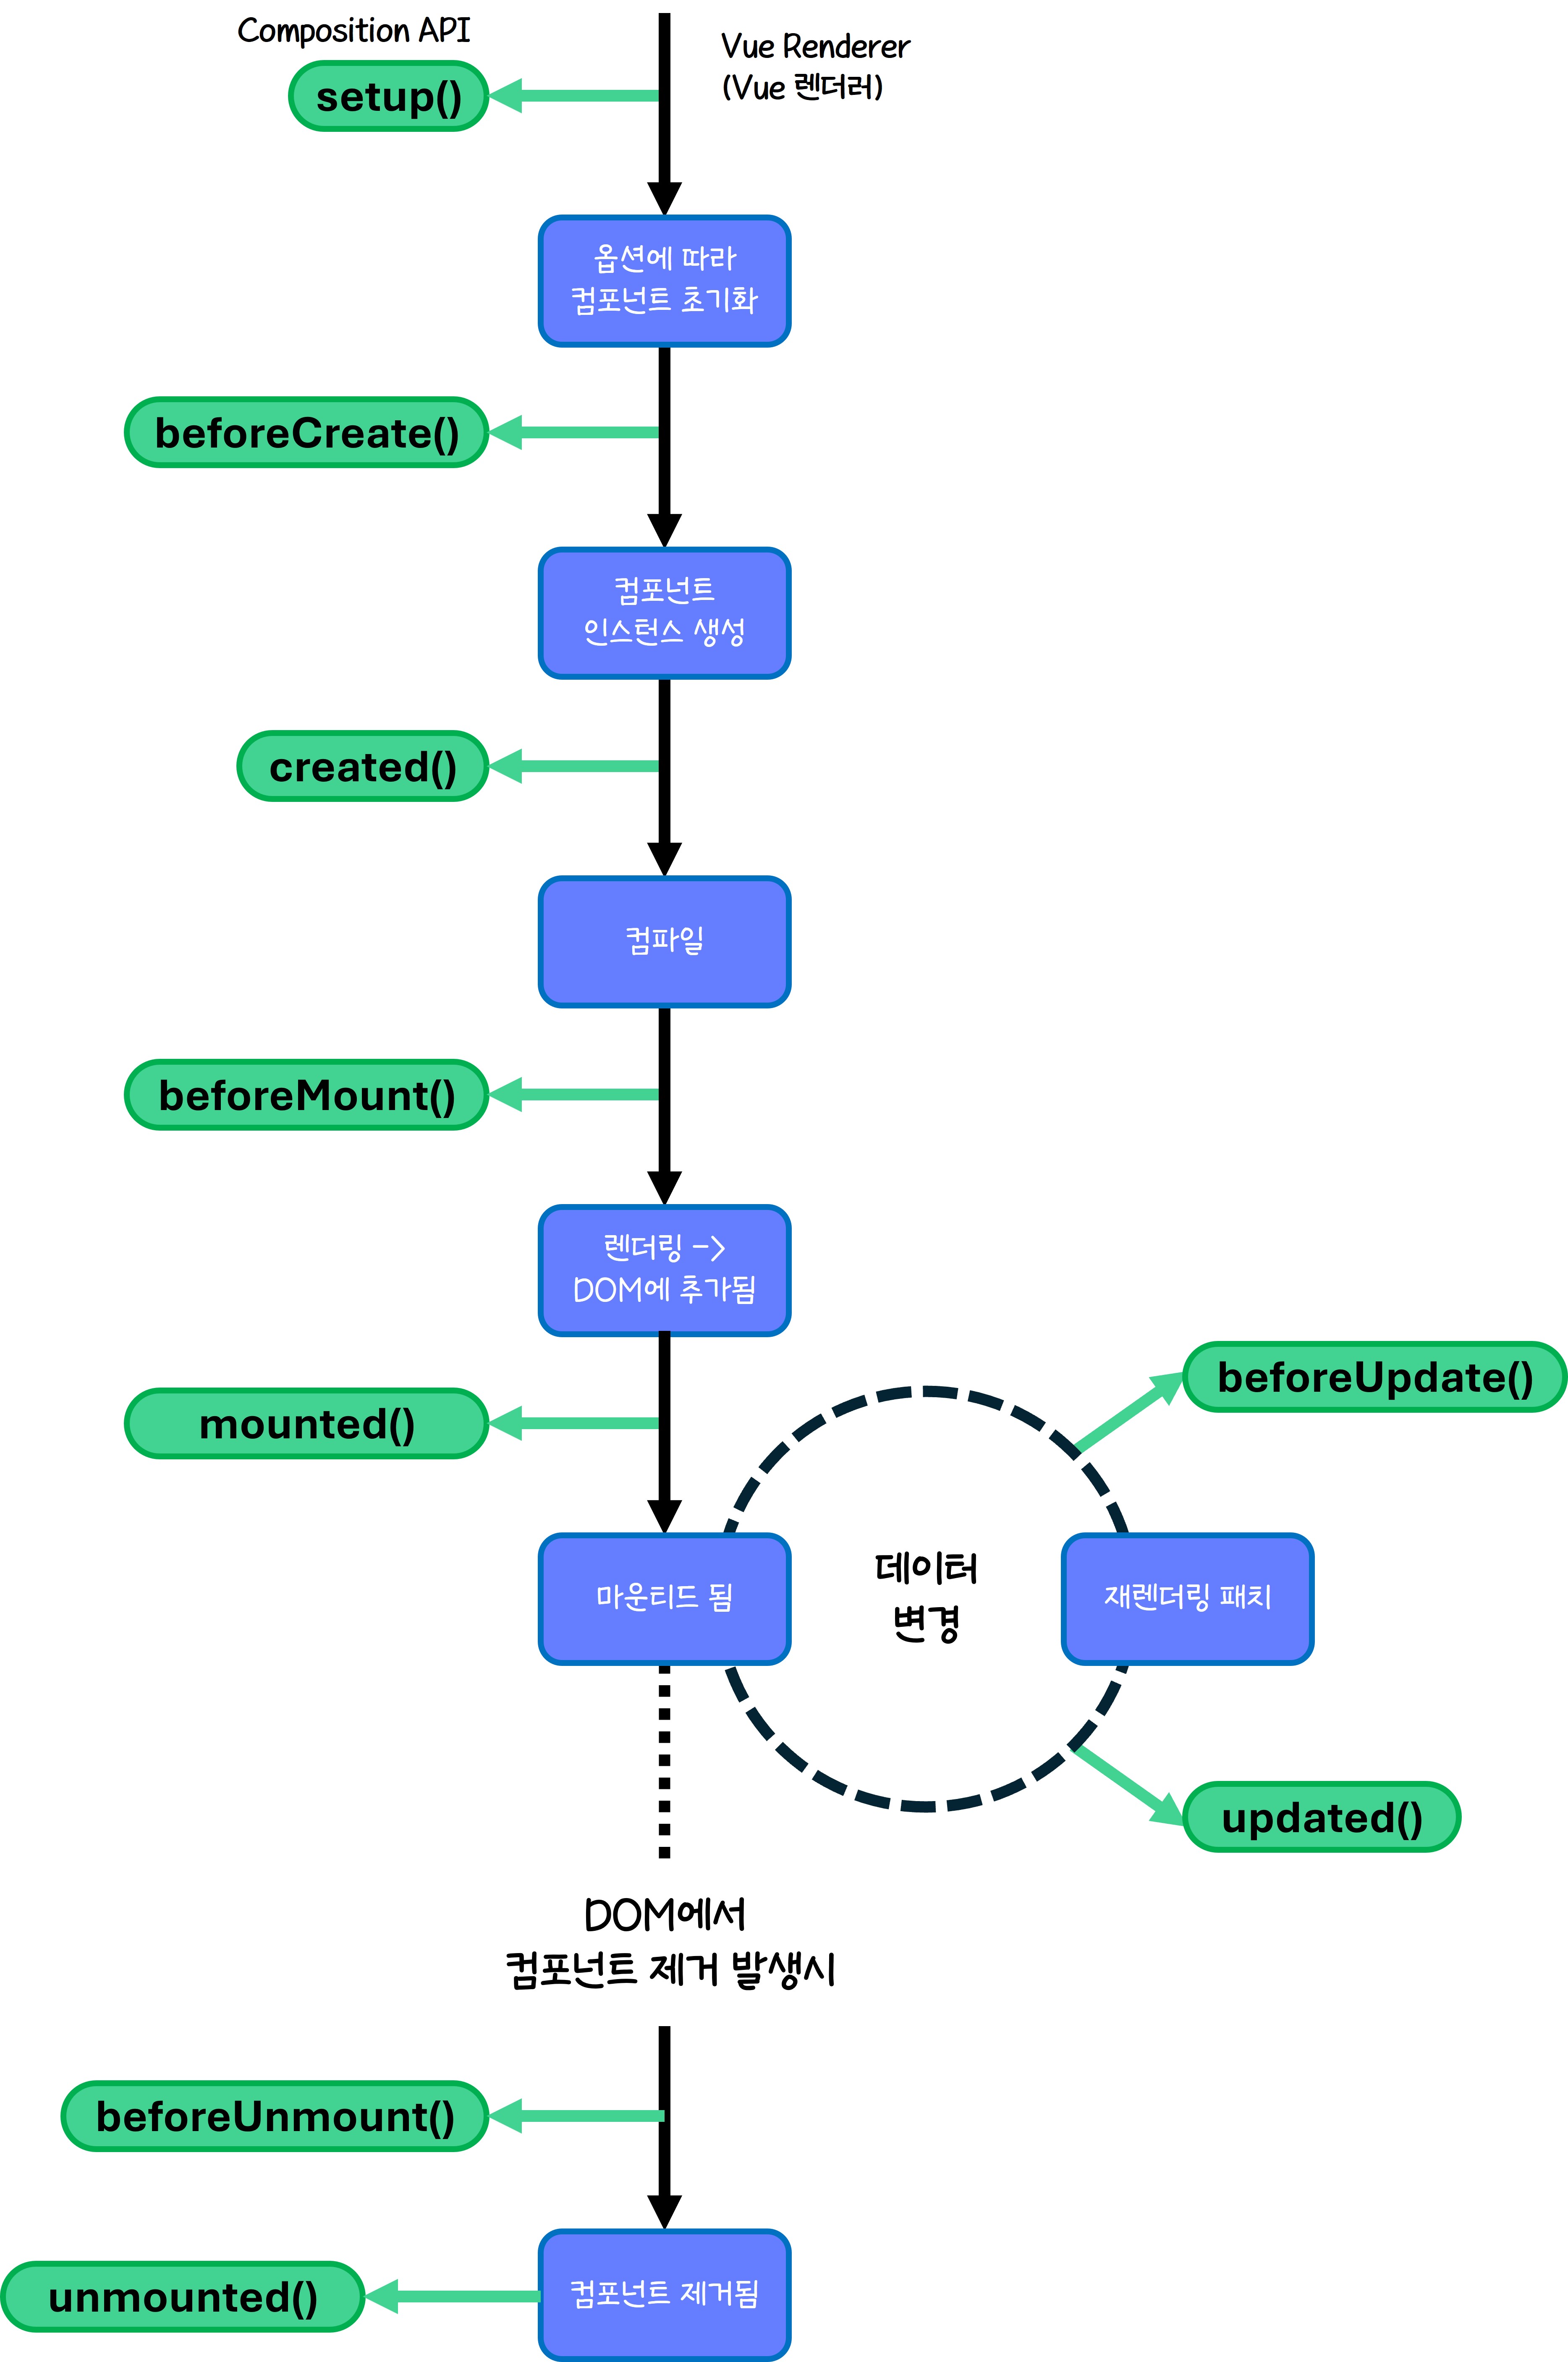 Composition API
Vue Renderer
(Vue 렌더러)
setup()
옵션에 따라
컴포넌트 초기화
beforeCreate()
컴포넌트
인스턴스 생성
created()
컴파일
beforeMount()
렌더링 ->
DOM에 추가됨
mounted()
beforeUpdate()
마운티드 됨
데이터
변경
재렌더링 패치
updated()
DOM에서
컴포넌트 제거 발생시
beforeUnmount()
컴포넌트 제거됨
unmounted()